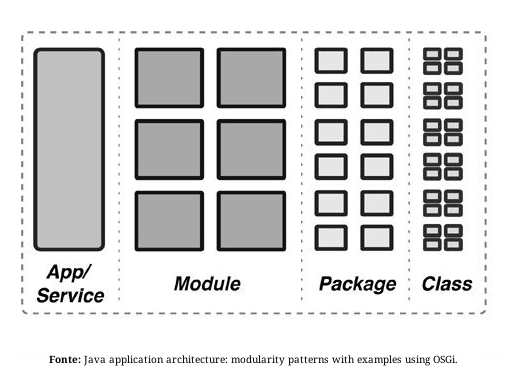 App/
Service
Module
Package
Class
Fonte: Java application architecture: modularity patterns with examples using OSGi.